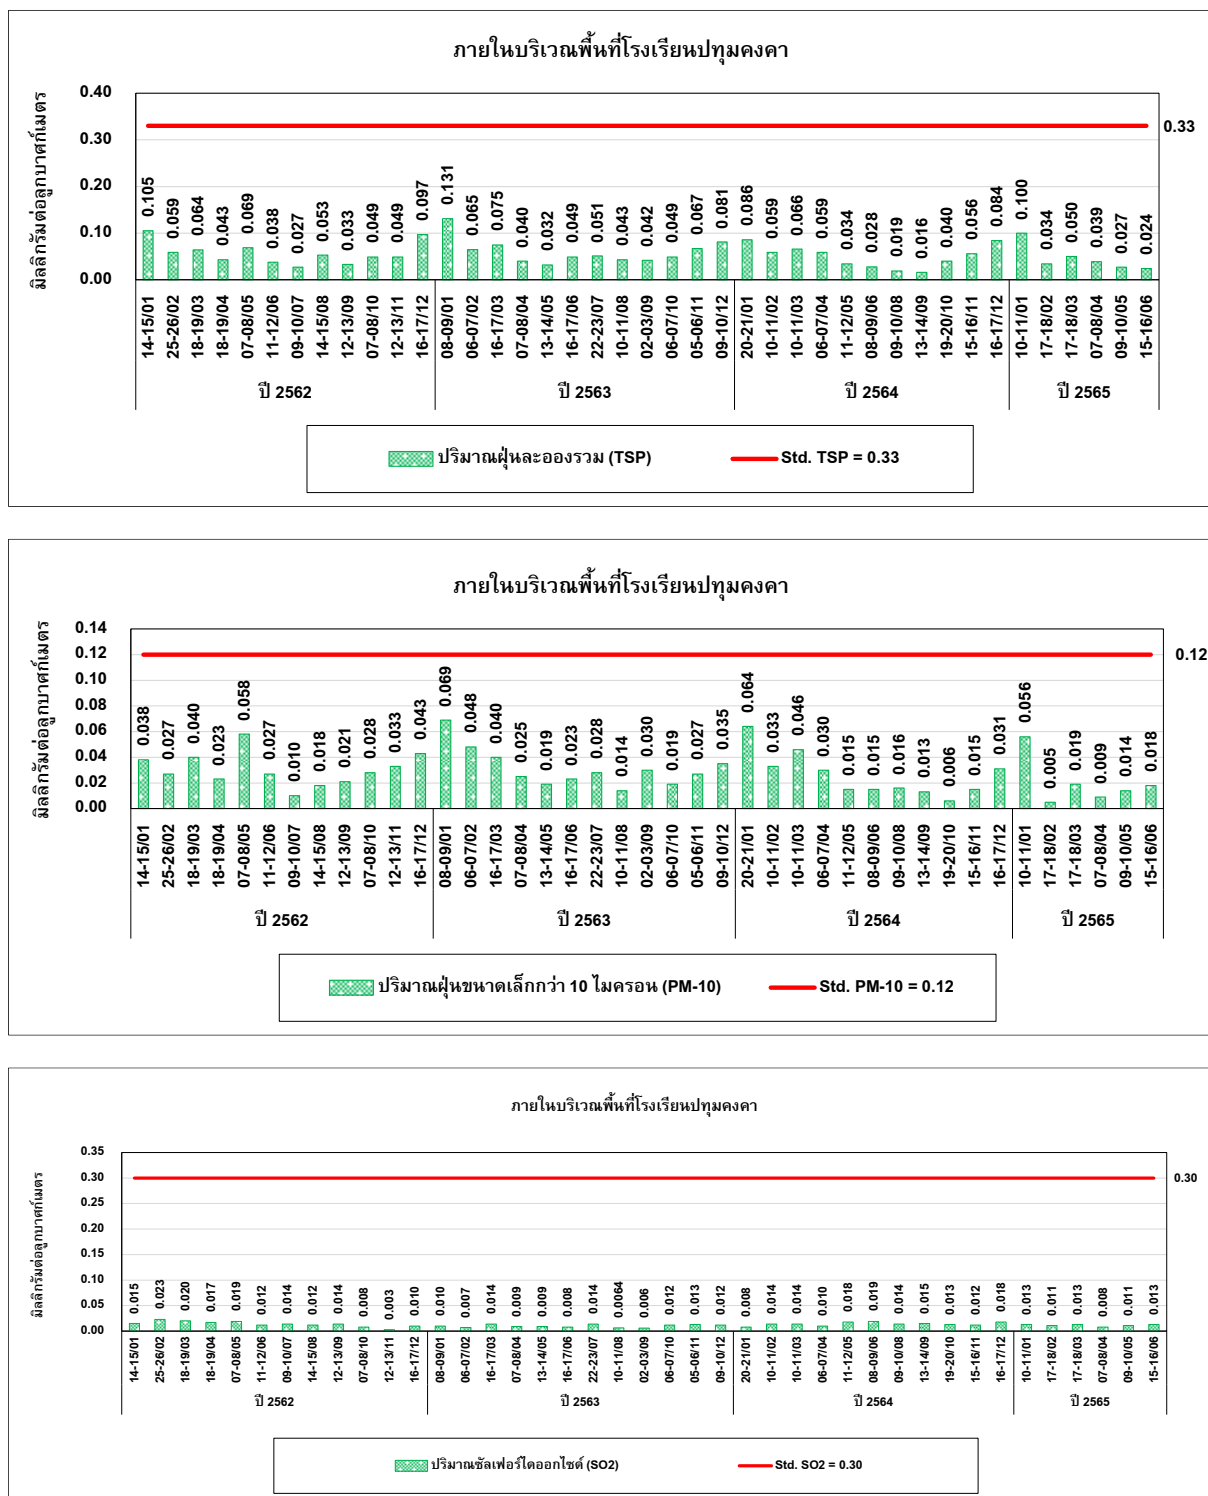 ภายในบริเวณพื้นที่โรงเรียนปทุมคงคา
มิลลิกรัมต่อลูกบาศก์เมตร
0.40
0.30
0.20
0.10
0.00
0.33
0.105 0.059 0.064 0.043 0.069 0.038 0.027 0.053 0.033 0.049 0.049 0.097 0.131 0.065 0.075 0.040 0.032 0.049 0.051 0.043 0.042 0.049 0.067 0.081 0.086 0.059 0.066 0.059 0.034 0.028 0.019 0.016 0.040 0.056 0.084 0.100 0.034 0.050 0.039 0.027 0.024
14-15/01 25-26/02 18-19/03 18-19/04 07-08/05 11-12/06 09-10/07 14-15/08 12-13/09 07-08/10 12-13/11 16-17/12 08-09/01 06-07/02 16-17/03 07-08/04 13-14/05 16-17/06 22-23/07 10-11/08 02-03/09 06-07/10 05-06/11 09-10/12 20-21/01 10-11/02 10-11/03 06-07/04 11-12/05 08-09/06 09-10/08 13-14/09 19-20/10 15-16/11 16-17/12 10-11/01 17-18/02 17-18/03 07-08/04 09-10/05 15-16/06
ปี 2562 ปี 2563 ปี 2564 ปี 2565
ปริมาณฝุ่นละอองรวม (TSP) Std. TSP = 0.33
ภายในบริเวณพื้นที่โรงเรียนปทุมคงคา
มิลลิกรัมต่อลูกบาศก์เมตร
0.14
0.12
0.10
0.08
0.06
0.04
0.02
0.00
0.12
0.038 0.027 0.040 0.023 0.058 0.027 0.010 0.018 0.021 0.028 0.033 0.043 0.069 0.048 0.040 0.025 0.019 0.023 0.028 0.014 0.030 0.019 0.027 0.035 0.064 0.033 0.046 0.030 0.015 0.015 0.016 0.013 0.006 0.015 0.031 0.056 0.005 0.019 0.009 0.014 0.018
14-15/01 25-26/02 18-19/03 18-19/04 07-08/05 11-12/06 09-10/07 14-15/08 12-13/09 07-08/10 12-13/11 16-17/12 08-09/01 06-07/02 16-17/03 07-08/04 13-14/05 16-17/06 22-23/07 10-11/08 02-03/09 06-07/10 05-06/11 09-10/12 20-21/01 10-11/02 10-11/03 06-07/04 11-12/05 08-09/06 09-10/08 13-14/09 19-20/10 15-16/11 16-17/12 10-11/01 17-18/02 17-18/03 07-08/04 09-10/05 15-16/06
ปี 2562 ปี 2563 ปี 2564 ปี 2565
ปริมาณฝุ่นขนาดเล็กกว่า 10 ไมครอน (PM-10) Std. PM-10 = 0.12
ภายในบริเวณพื้นที่โรงเรียนปทุมคงคา
มิลลิกรัมต่อลูกบาศก์เมตร
0.35
0.30
0.25
0.20
0.15
0.10
0.05
0.00
0.30
0.015 0.023 0.020 0.017 0.019 0.012 0.014 0.012 0.014 0.008 0.003 0.010 0.010 0.007 0.014 0.009 0.009 0.008 0.014 0.0064 0.006 0.012 0.013 0.012 0.008 0.014 0.014 0.010 0.018 0.019 0.014 0.015 0.013 0.012 0.018 0.013 0.011 0.013 0.008 0.011 0.013
14-15/01 25-26/02 18-19/03 18-19/04 07-08/05 11-12/06 09-10/07 14-15/08 12-13/09 07-08/10 12-13/11 16-17/12 08-09/01 06-07/02 16-17/03 07-08/04 13-14/05 16-17/06 22-23/07 10-11/08 02-03/09 06-07/10 05-06/11 09-10/12 20-21/01 10-11/02 10-11/03 06-07/04 11-12/05 08-09/06 09-10/08 13-14/09 19-20/10 15-16/11 16-17/12 10-11/01 17-18/02 17-18/03 07-08/04 09-10/05 15-16/06
ปี 2562 ปี 2563 ปี 2564 ปี 2565
ปริมาณซัลเฟอร์ไดออกไซด์ (SO2) Std. SO2 = 0.30